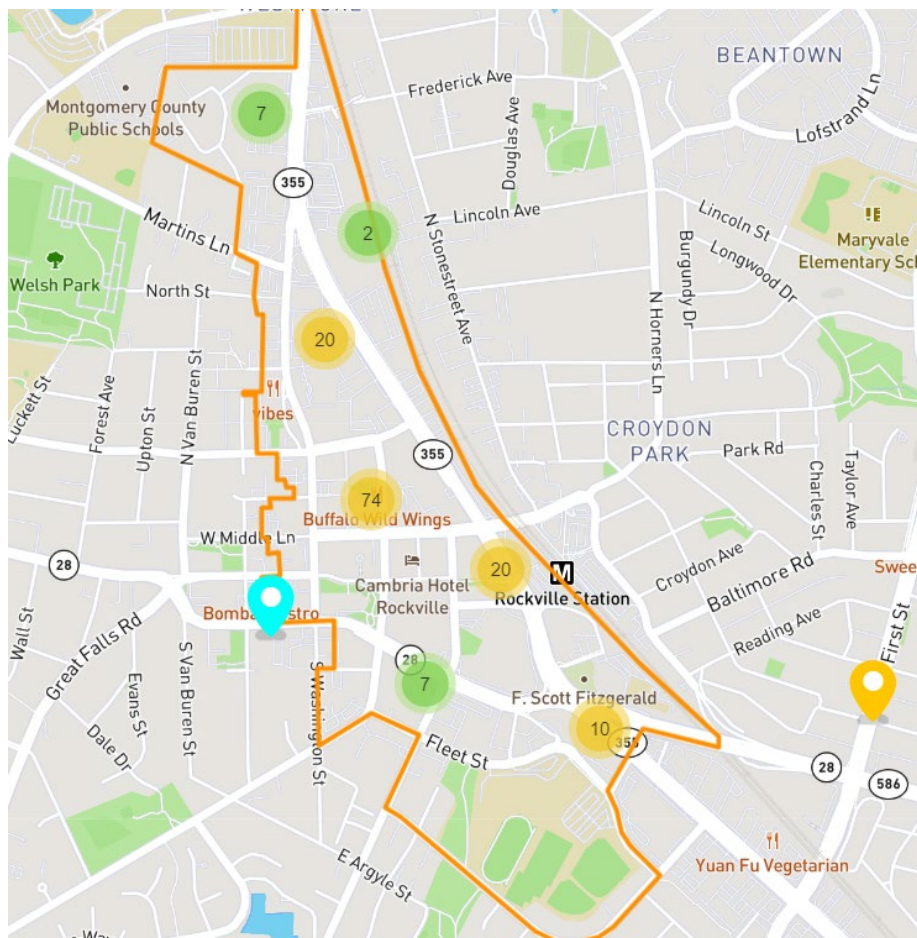 BEANTOWN
Frederick Ave
Lofstrand Ln
Montgomery County
Public Schools
7
Douglas Ave
355
Martins Ln
Lincoln Ave
Lincoln St
2
N Stonestreet Ave
Maryvale
Elementary Sch
Burgundy Dr
Longwood Dr
Welsh Park
North St
N Horners Ln
20
Luckett St
Forest Ave
Upton St
N Van Buren St
vibes
CROYDON
PARK
355
Park Rd
Charles St
Taylor Ave
74
Buffalo Wild Wings
W Middle Ln
28
Cambria Hotel
Rockville
20
M
Rockville Station
Croydon Ave
Baltimore Rd
Swee
Reading Ave
First St
Wall St
Great Falls Rd
S Van Buren St
Evans St
Dale Dr
S Washington St
28
7
F. Scott Fitzgerald
10
355
Fleet St
28
586
E Argyle St
Yuan Fu Vegetarian